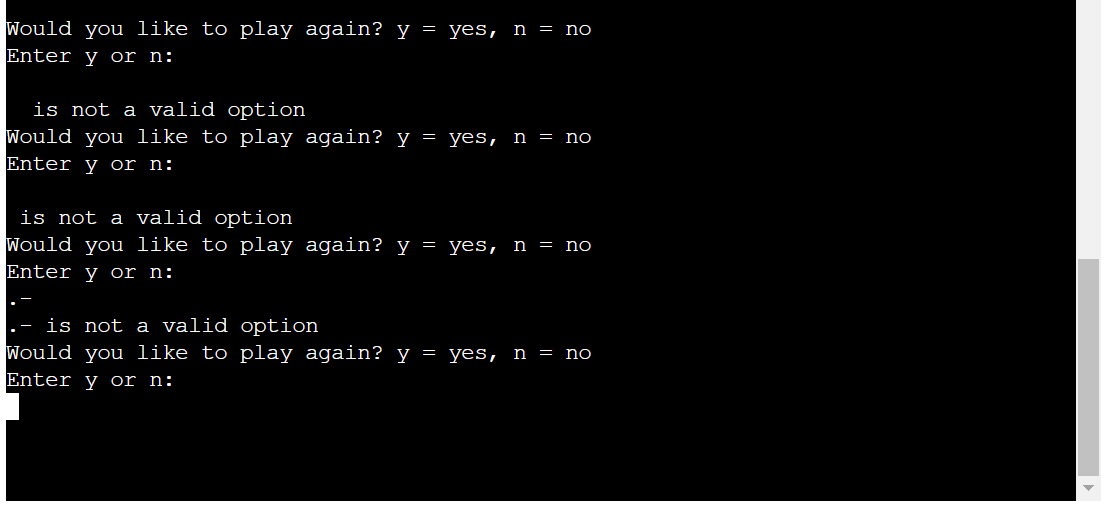 Would you like to play again? y = yes, n = no
Enter y or n:
is not a valid option
Would you like to play again? y = yes, n = no
Enter y or n:
is not a valid option
Would you like to play again? y = yes, n = no
Enter y or n:
.-
.- is not a valid option
Would you like to play again? y = yes, n = no
Enter y or n: